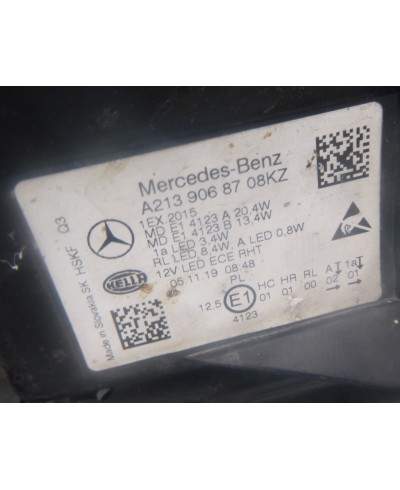 Mercedes-Benz
A213 906 87 08KZ
1EX 2015
MD E1 4123 A 20,4W
MD E1 4123 B 13,4W
1a LED 3,4W
RL LED 8,4W, A LED 0,8W
12V LED ECE RHT
05.11.19 08:48
PL
HC HR RL A 1a
12,5 E1 01 01 00 02 01
4123
HELLA
Made in Slovakia SK HSKF Q3